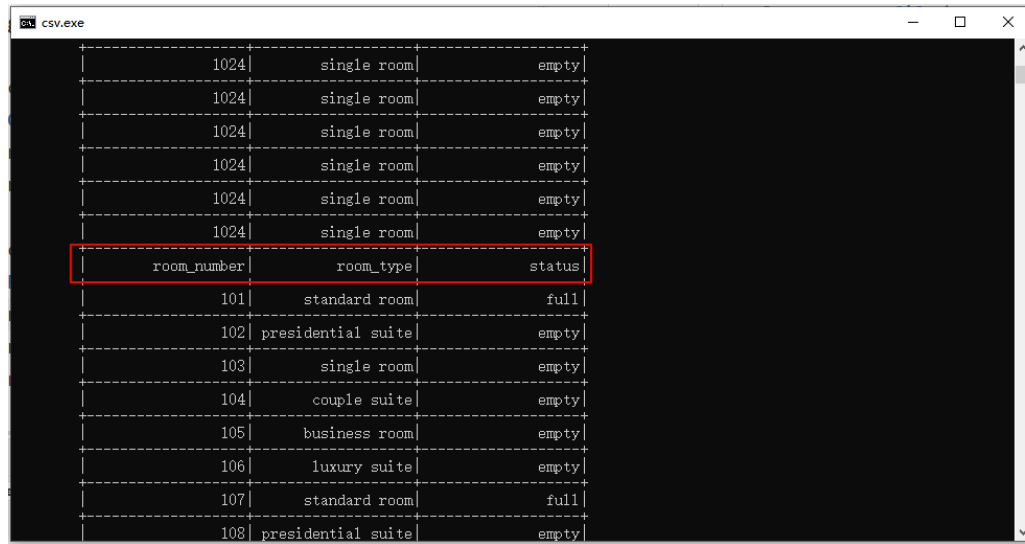 csv.exe
1024| single room| empty|
1024| single room| empty|
1024| single room| empty|
1024| single room| empty|
1024| single room| empty|
1024| single room| empty|
room_number| room_type| status|
101| standard room| full|
102| presidential suite| empty|
103| single room| empty|
104| couple suite| empty|
105| business room| empty|
106| luxury suite| empty|
107| standard room| full|
108| presidential suite| empty|